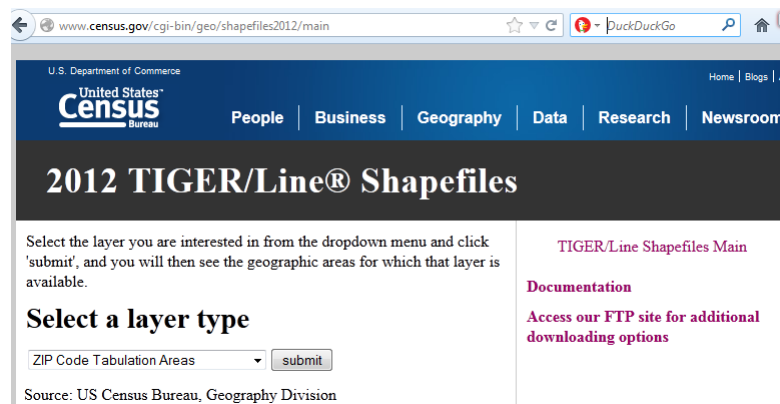 www.census.gov/cgi-bin/geo/shapefiles2012/main
DuckDuckGo
U.S. Department of Commerce
Home | Blogs |
United States™
Census
Bureau
People | Business | Geography | Data | Research | Newsroom
2012 TIGER/Line® Shapefiles
Select the layer you are interested in from the dropdown menu and click
'submit', and you will then see the geographic areas for which that layer is
available.
Select a layer type
ZIP Code Tabulation Areas
submit
Source: US Census Bureau, Geography Division
TIGER/Line Shapefiles Main
Documentation
Access our FTP site for additional
downloading options